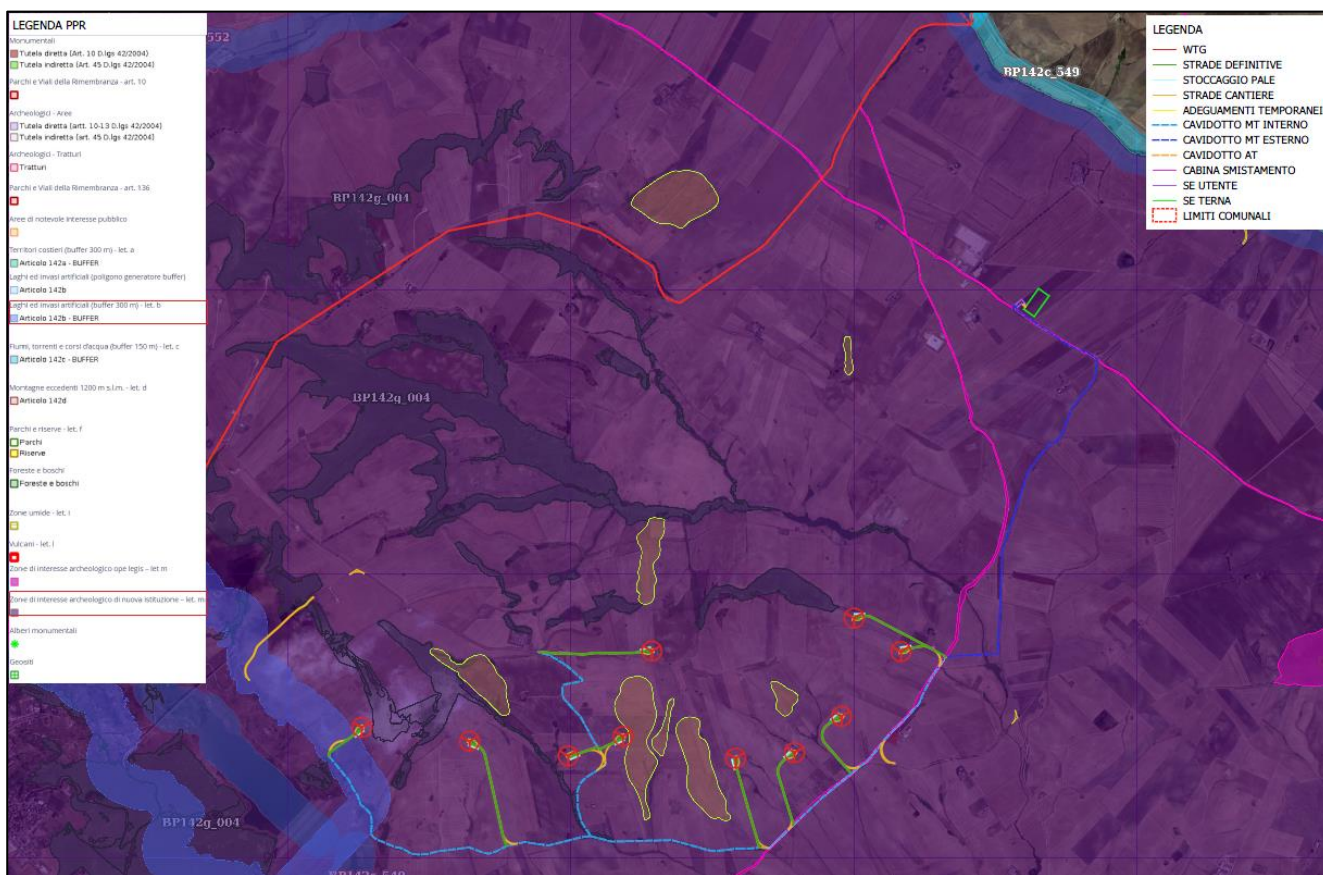 LEGENDA PPR
Monumentali
Tutela diretta (Art. 10 D.lgs 42/2004)
Tutela indiretta (Art. 45 D.lgs 42/2004)
Parchi e Viali della Rimembranza - art. 10
Archeologici - Aree
Tutela diretta (artt. 10-13 D.lgs 42/2004)
Tutela indiretta (art. 45 D.lgs 42/2004)
Archeologici - Tratturi
Tratturi
Parchi e Viali della Rimembranza - art. 136
Aree di notevole interesse pubblico
Territori costieri (buffer 300 m) - let. a
Articolo 142a - BUFFER
Laghi ed invasi artificiali (poligono generatore buffer)
Articolo 142b
Laghi ed invasi artificiali (buffer 300 m) - let. b
Articolo 142b - BUFFER
Fiumi, torrenti e corsi d'acqua (buffer 150 m) - let. c
Articolo 142c - BUFFER
Montagne eccedenti 1200 m s.l.m. - let. d
Articolo 142d
Parchi e riserve - let. f
Parchi
Riserve
Foreste e boschi
Foreste e boschi
Zone umide - let. i
Vulcani - let. l
Zone di interesse archeologico ope legis - let m
Zone di interesse archeologico di nuova istituzione - let. m
Alberi monumentali
Geositi
552
BP142c_549
BP142g_004
BP142g_004
BP142g_004
LEGENDA
WTG
STRADE DEFINITIVE
STOCCAGGIO PALE
STRADE CANTIERE
ADEGUAMENTI TEMPORANEI
CAVIDOTTO MT INTERNO
CAVIDOTTO MT ESTERNO
CAVIDOTTO AT
CABINA SMISTAMENTO
SE UTENTE
SE TERNA
LIMITI COMUNALI